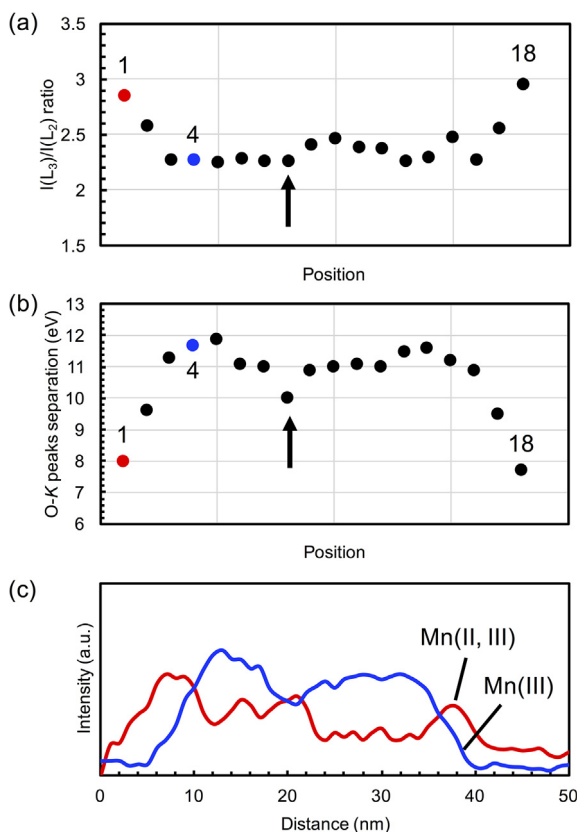 (a)
I(L3)/I(L2) ratio
3.5
3
2.5
2
1.5
1
4
18
Position
(b)
O-K peaks separation (eV)
13
12
11
10
9
8
7
6
1
4
18
Position
(c)
Intensity (a.u.)
Mn(II, III)
Mn(III)
0 10 20 30 40 50
Distance (nm)